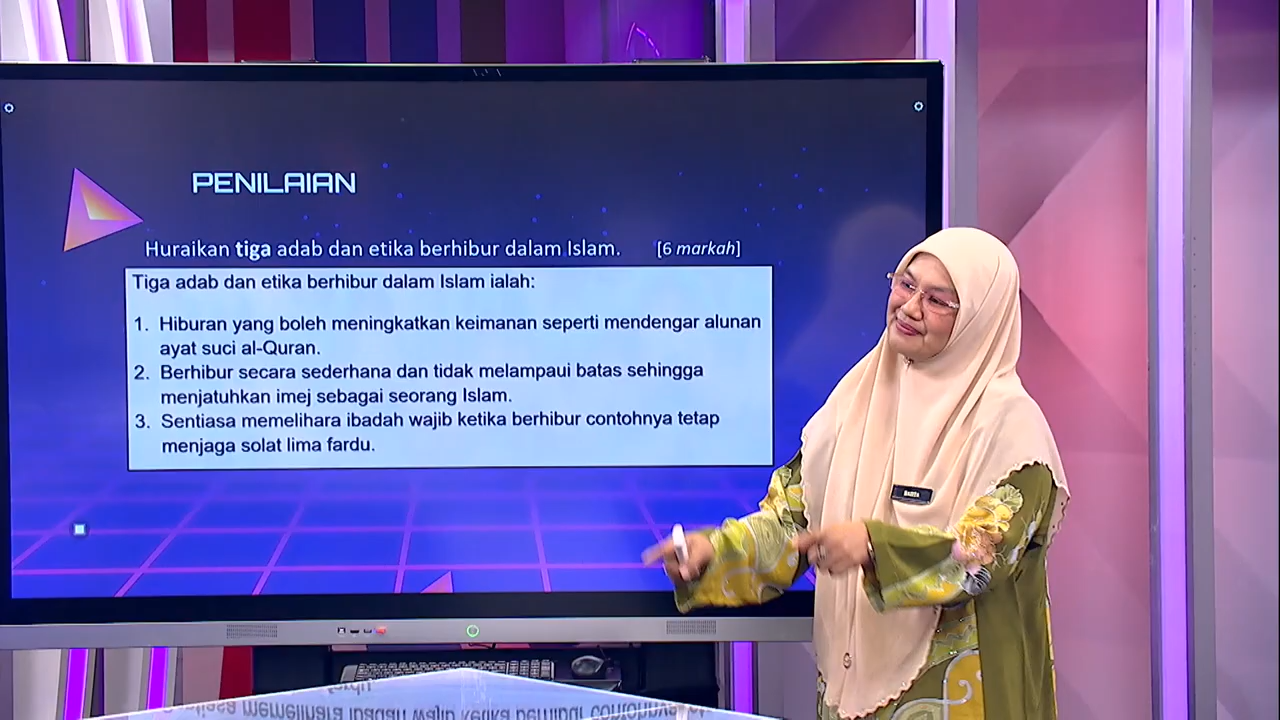 PENILAIAN
Huraikan tiga adab dan etika berhibur dalam Islam. [6 markah]
Tiga adab dan etika berhibur dalam Islam ialah:
1. Hiburan yang boleh meningkatkan keimanan seperti mendengar alunan
ayat suci al-Quran.
2. Berhibur secara sederhana dan tidak melampaui batas sehingga
menjatuhkan imej sebagai seorang Islam.
3. Sentiasa memelihara ibadah wajib ketika berhibur contohnya tetap
menjaga solat lima fardu.